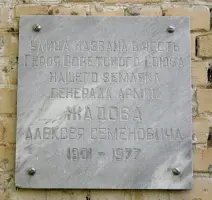 УЛИЦА НАЗВАНА В ЧЕСТЬ
ГЕРОЯ СОВЕТСКОГО СОЮЗА
НАШЕГО ЗЕМЛЯКА
ГЕНЕРАЛА АРМИИ
ЖАДОВА
АЛЕКСЕЯ СЕМЕНОВИЧА
1901 - 1977